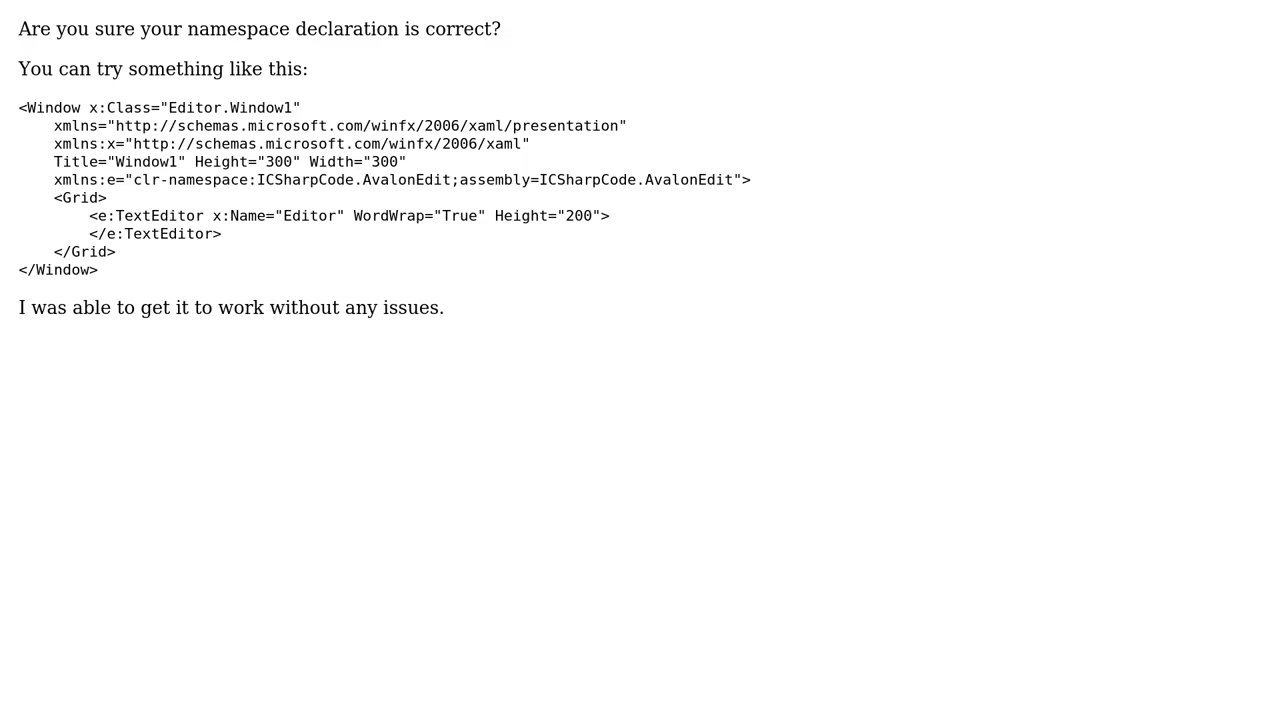 Are you sure your namespace declaration is correct?
You can try something like this:
<Window x:Class="Editor.Window1"
    xmlns="http://schemas.microsoft.com/winfx/2006/xaml/presentation"
    xmlns:x="http://schemas.microsoft.com/winfx/2006/xaml"
    Title="Window1" Height="300" Width="300"
    xmlns:e="clr-namespace:ICSharpCode.AvalonEdit;assembly=ICSharpCode.AvalonEdit">
    <Grid>
        <e:TextEditor x:Name="Editor" WordWrap="True" Height="200">
        </e:TextEditor>
    </Grid>
</Window>
I was able to get it to work without any issues.